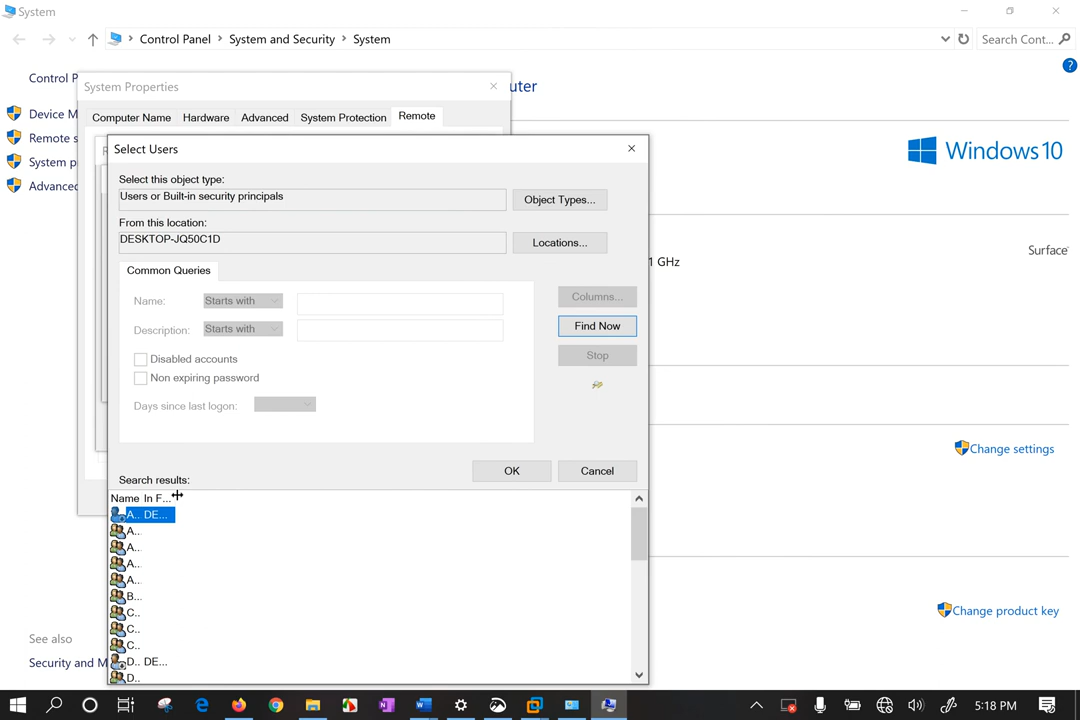 System
Control Panel > System and Security > System
Search Cont...
Control P
System Properties
uter
Device M
Computer Name Hardware Advanced System Protection Remote
Remote s
Select Users
Windows 10
System p
Select this object type:
Advanced
Users or Built-in security principals
Object Types...
From this location:
DESKTOP-JQ50C1D
Locations...
Surface
1 GHz
Common Queries
Name: Starts with
Columns...
Description: Starts with
Find Now
Disabled accounts
Stop
Non expiring password
Days since last logon:
Change settings
OK
Cancel
Search results:
Name In F...
A.. DE...
A...
A...
A...
A...
B...
C..
C..
C..
Change product key
See also
Security and M
D.. DE...
D..
5:18 PM